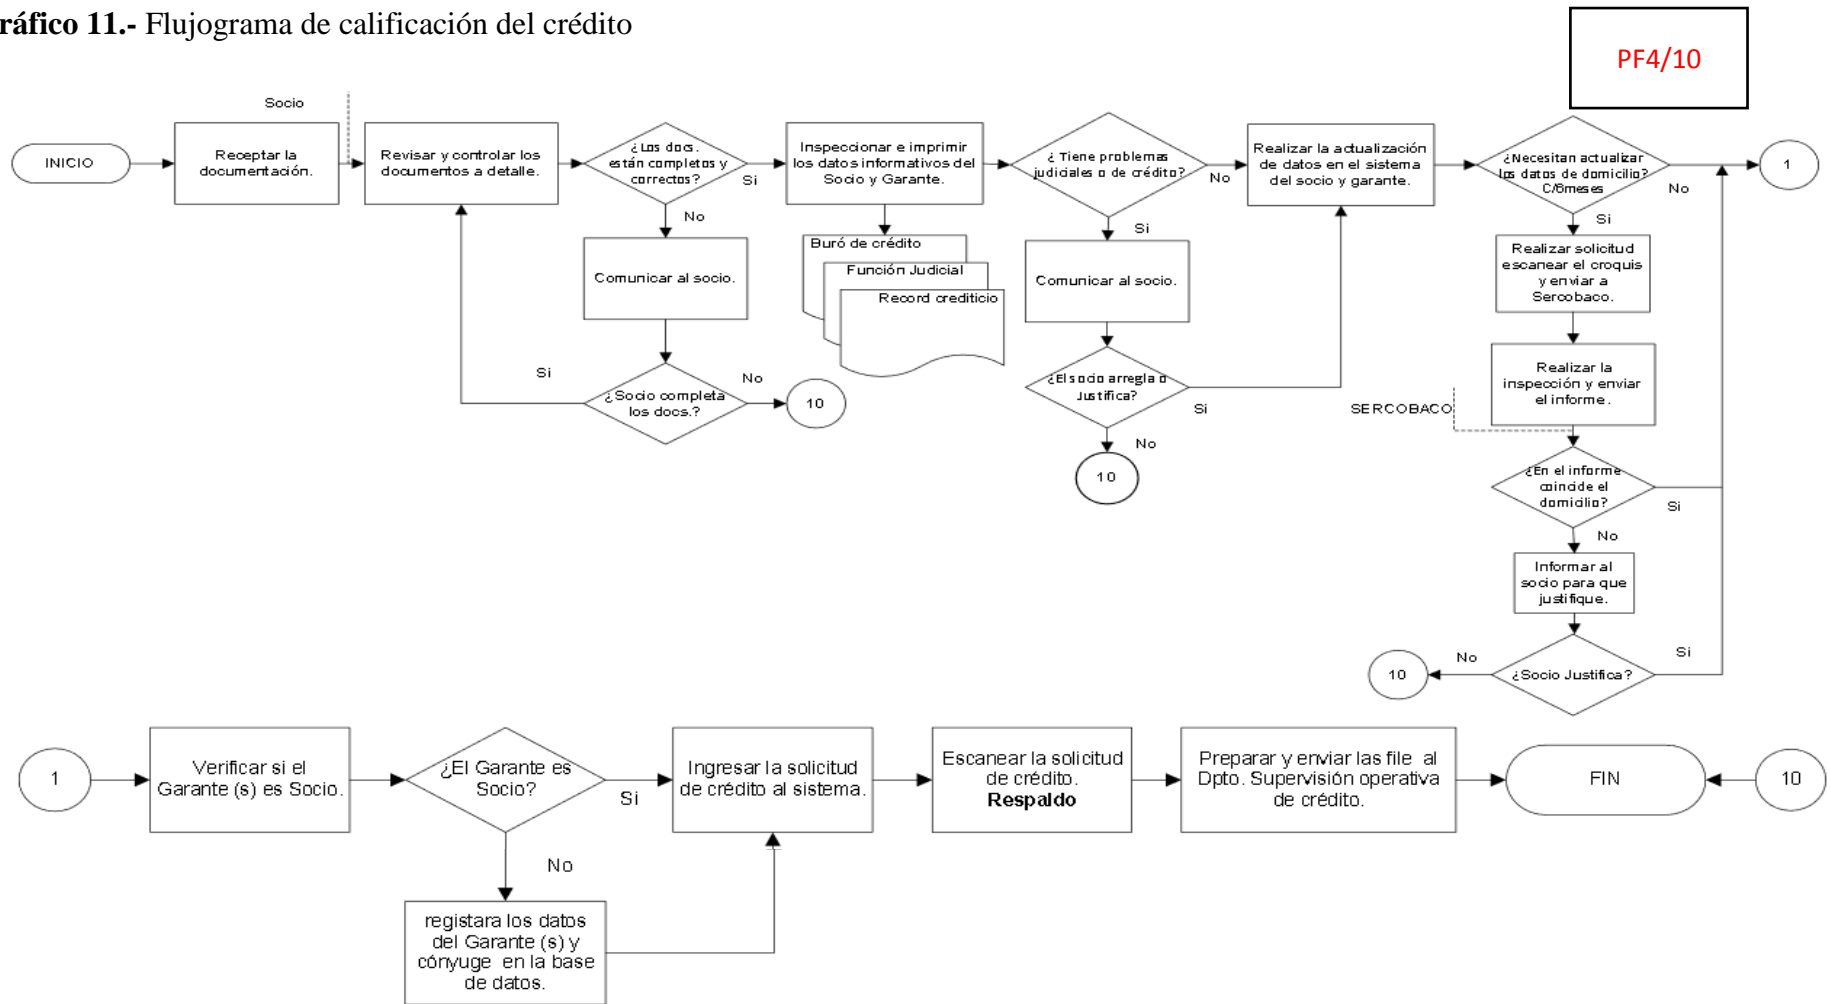 ráfico 11.- Flujograma de calificación del crédito
PF4/10
Socio
INICIO
Receptar la
documentación.
Revisar y controlar los
documentos a detalle.
¿Los docs.
están completos y
correctos?
Si
No
Comunicar al socio.
¿Socio completa
los docs.?
Si
No
10
Inspeccionar e imprimir
los datos informativos del
Socio y Garante.
Buró de crédito
Función Judicial
Record crediticio
¿ Tiene problemas
judiciales o de crédito?
No
Si
Comunicar al socio.
¿El socio arregla o
Justifica?
Si
No
10
Realizar la actualización
de datos en el sistema
del socio y garante.
¿Necesitan actualizar
los datos de domicilio?
C/6meses
No
1
Si
Realizar solicitud
escanear el croquis
y enviar a
Sercobaco.
Realizar la
inspección y enviar
el informe.
SERCOBACO
¿En el informe
coincide el
domicilio?
Si
No
Informar al
socio para que
justifique.
¿Socio Justifica?
No
Si
10
1
Verificar si el
Garante (s) es Socio.
¿El Garante es
Socio?
Si
No
registara los datos
del Garante (s) y
cónyuge en la base
de datos.
Ingresar la solicitud
de crédito al sistema.
Escanear la solicitud
de crédito.
Respaldo
Preparar y enviar las file al
Dpto. Supervisión operativa
de crédito.
FIN
10